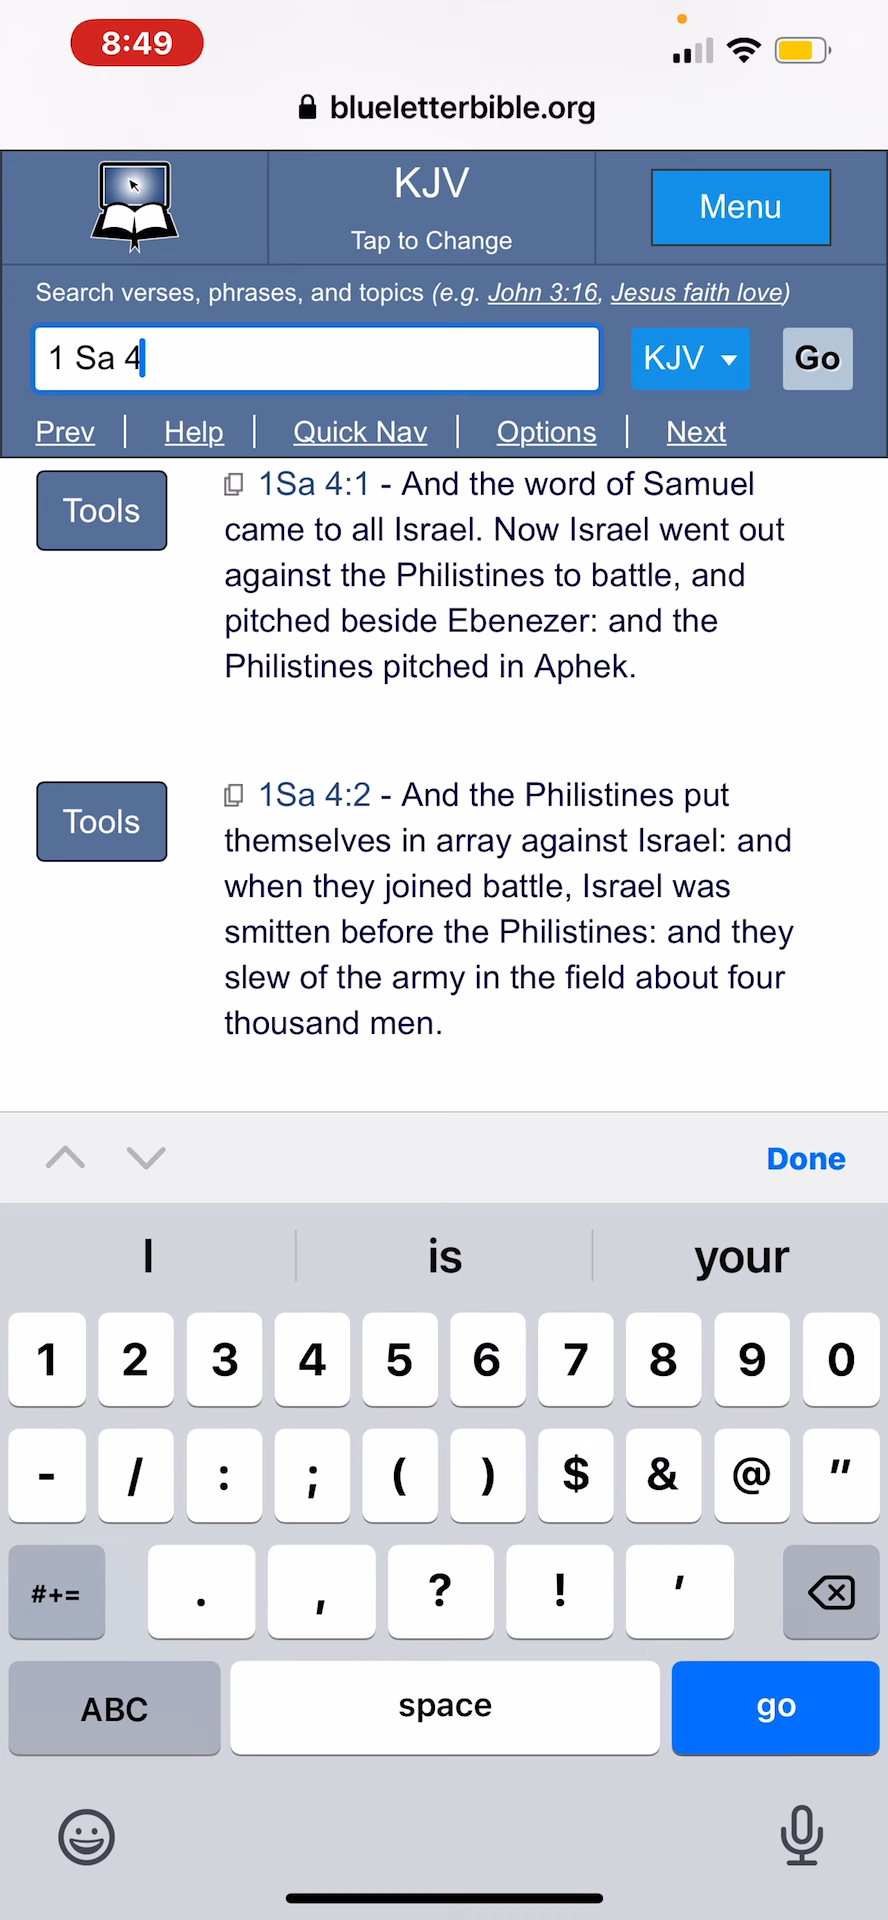 8:49
blueletterbible.org
KJV
Tap to Change
Menu
Search verses, phrases, and topics (e.g. John 3:16, Jesus faith love)
1 Sa 4
KJV
Go
Prev | Help | Quick Nav | Options | Next
Tools
1Sa 4:1 - And the word of Samuel
came to all Israel. Now Israel went out
against the Philistines to battle, and
pitched beside Ebenezer: and the
Philistines pitched in Aphek.
Tools
1Sa 4:2 - And the Philistines put
themselves in array against Israel: and
when they joined battle, Israel was
smitten before the Philistines: and they
slew of the army in the field about four
thousand men.
Done
I is your
1 2 3 4 5 6 7 8 9 0
- / : ; ( ) $ & @ "
#+= . , ? ! '
ABC space go